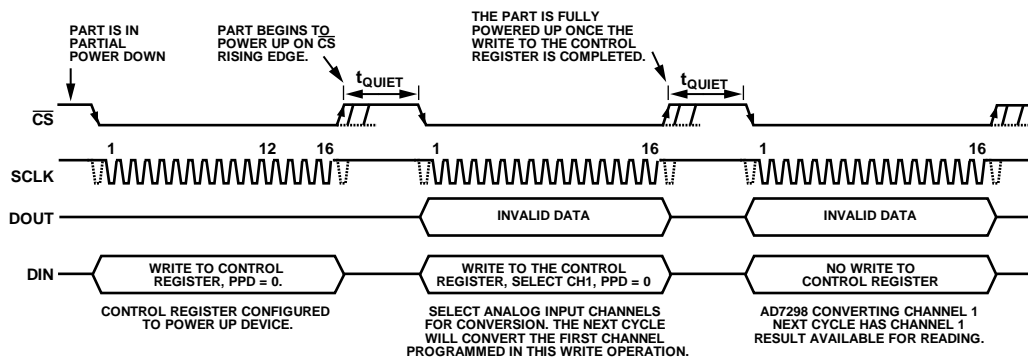 PART IS IN
PARTIAL
POWER DOWN
PART BEGINS TO
POWER UP ON CS
RISING EDGE.
THE PART IS FULLY
POWERED UP ONCE THE
WRITE TO THE CONTROL
REGISTER IS COMPLETED.
tQUIET
tQUIET
CS
1 12 16 1 16 1 16
SCLK
DOUT INVALID DATA INVALID DATA
DIN
WRITE TO CONTROL
REGISTER, PPD = 0.
WRITE TO THE CONTROL
REGISTER, SELECT CH1, PPD = 0
NO WRITE TO
CONTROL REGISTER
CONTROL REGISTER CONFIGURED
TO POWER UP DEVICE.
SELECT ANALOG INPUT CHANNELS
FOR CONVERSION. THE NEXT CYCLE
WILL CONVERT THE FIRST CHANNEL
PROGRAMMED IN THIS WRITE OPERATION.
AD7298 CONVERTING CHANNEL 1
NEXT CYCLE HAS CHANNEL 1
RESULT AVAILABLE FOR READING.